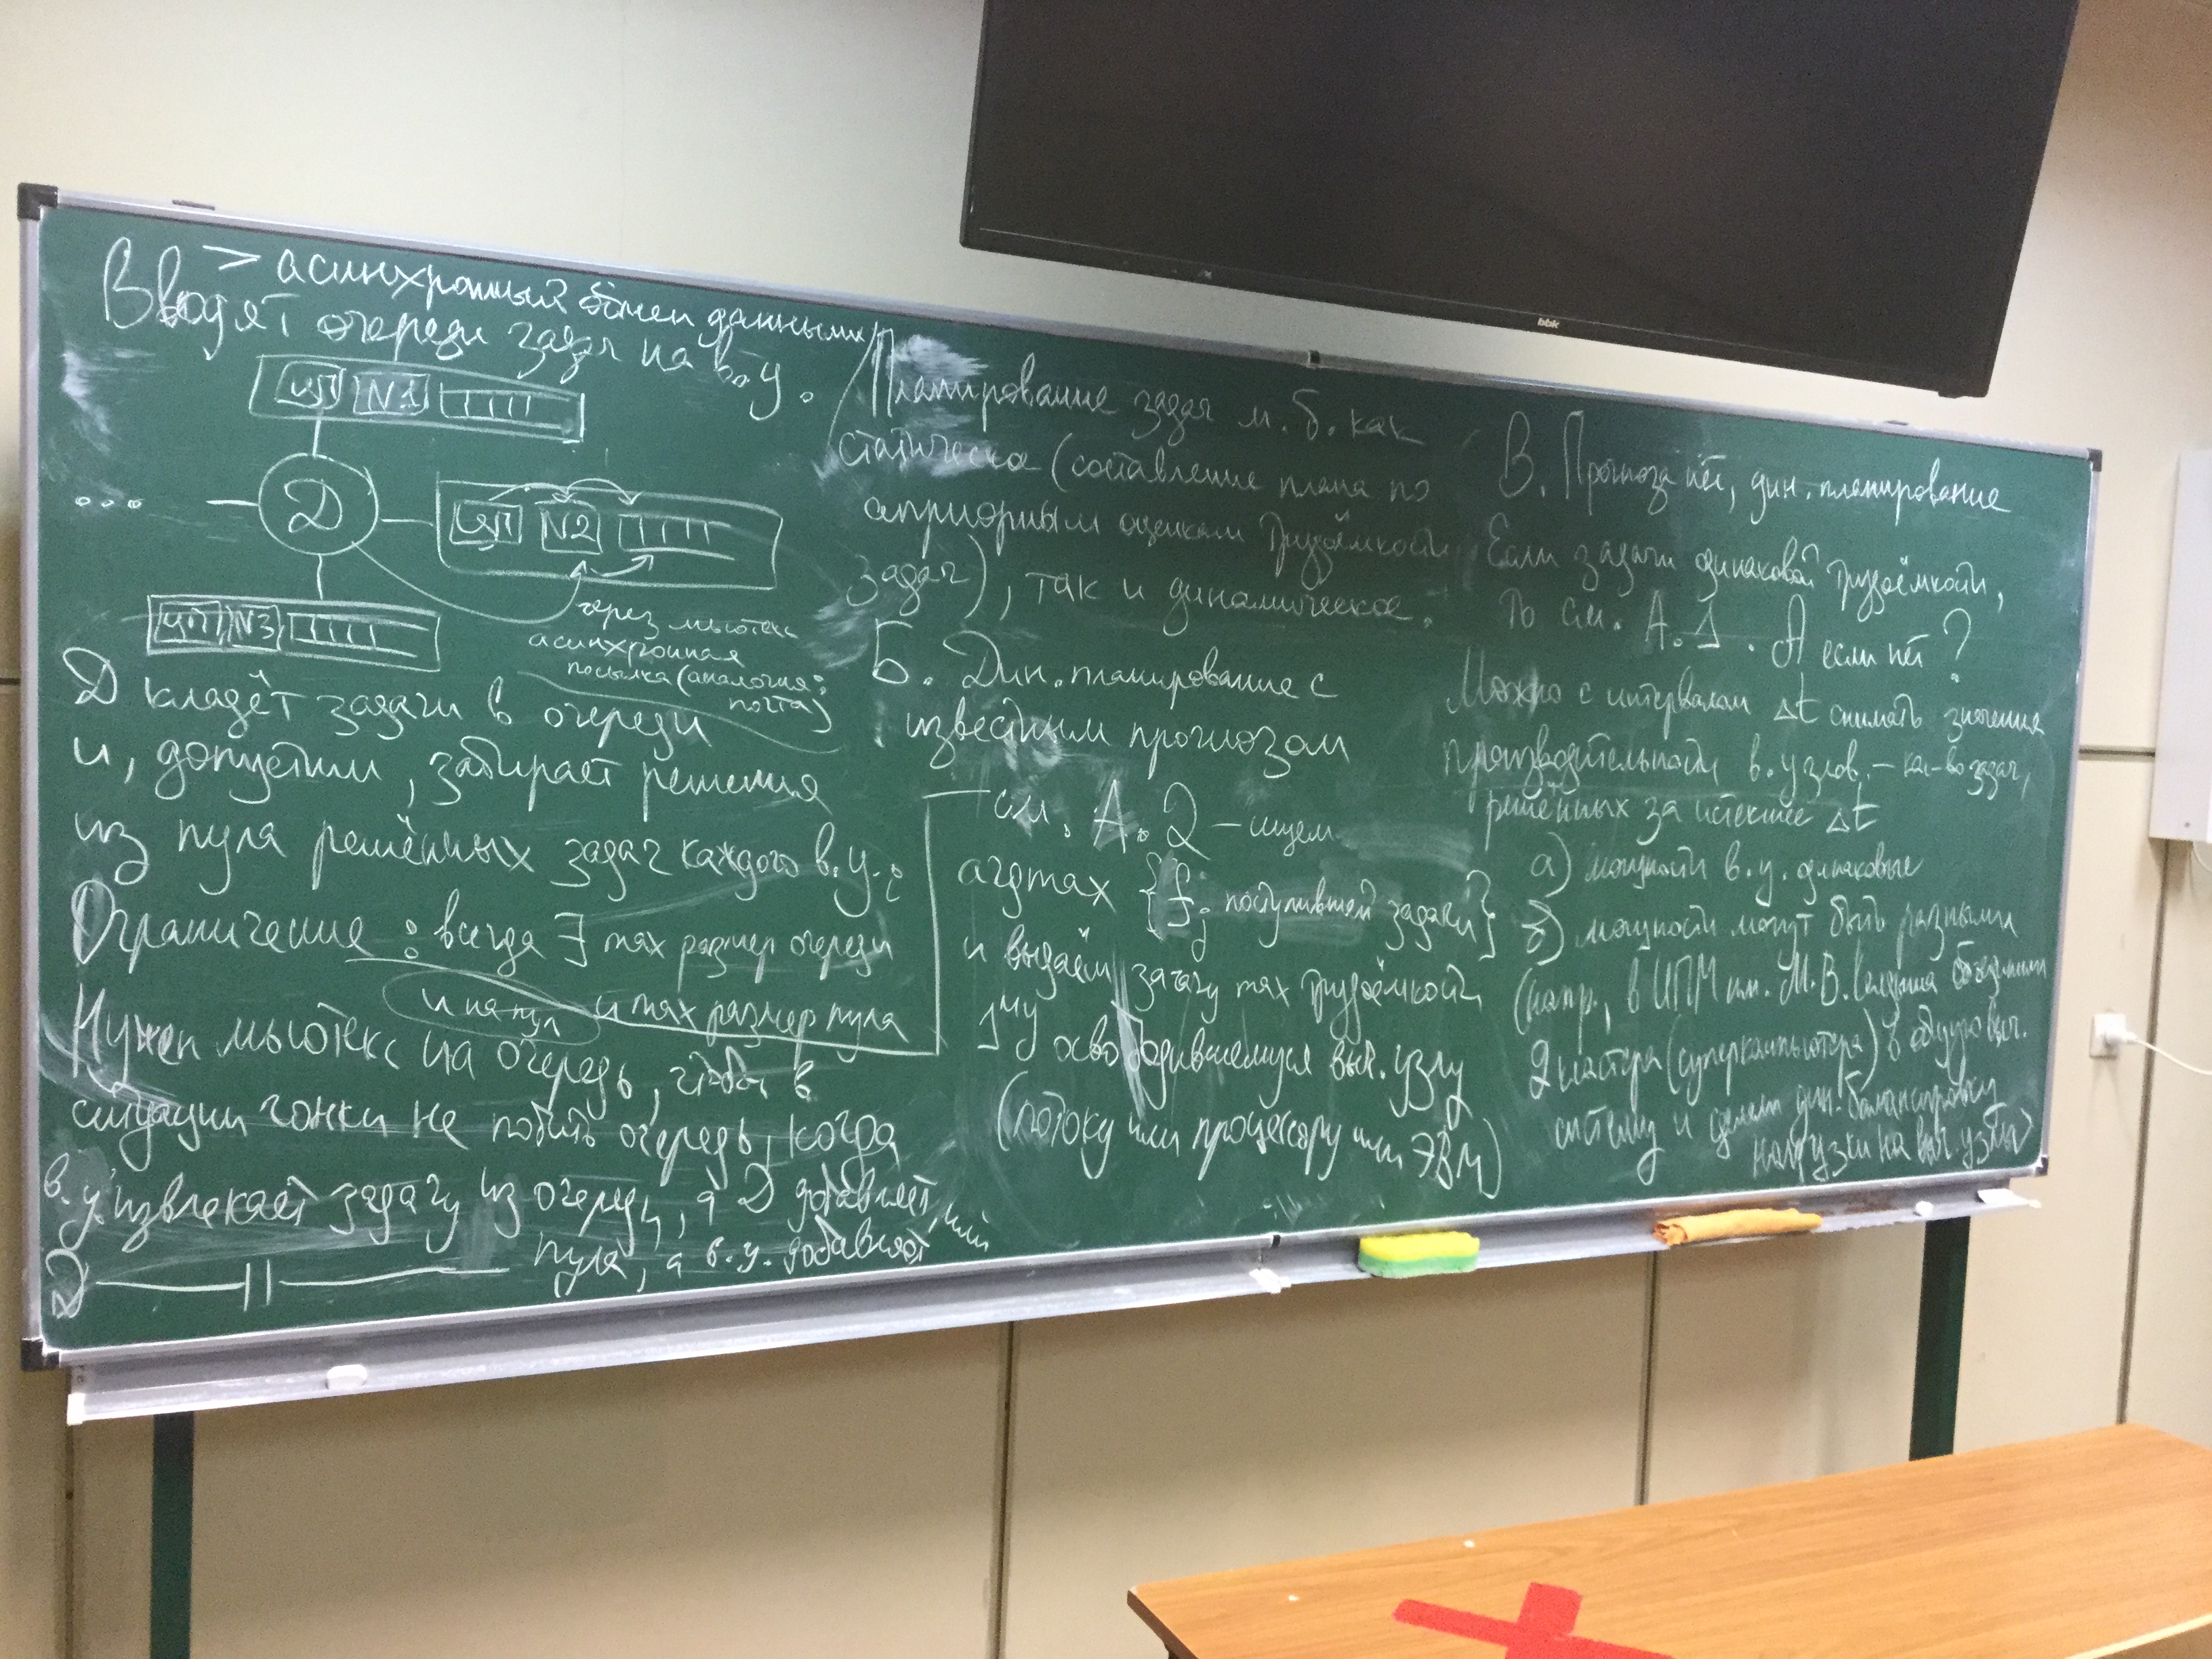 > асинхронный обмен данными
Вводят очереди задач на в.у.
ЦП N1
Д
...
ЦП N2
ЦП N3
через мьютекс
асинхронная
посылка (аналогия:
почта)
Д кладёт задачи в очереди
и, допустим, забирает решения
из пула решённых задач каждого в.у.:
Ограничение: всегда ∃ max размер очереди
и max размер пула
и на пул
Нужен мьютекс на очередь, чтобы в
ситуации гонки не побить очередь, когда
в.у. извлекает задачу из очереди, а Д добавляет, или
Д —— || —— пула, а в.у. добавляет
Планирование задач м.б. как
статическое (составление плана по
априорным оценкам трудоёмкости
задач), так и динамическое.
Б. Дин. планирование с
известным прогнозом
— см. А.2 – ищем
argmax {fj поступившей задачи}
и выдаём задачу max трудоёмкости
1му освободившемуся выч. узлу
(потоку или процессору или ЭВМ)
В. Прогноза нет, дин. планирование
Если задачи одинаковой трудоёмкости,
то см. А.1. А если нет?
Можно с интервалом Δt снимать значения
производительности в. узлов. – кол-во задач,
решённых за истекшее Δt
а) мощности в.у. одинаковые
б) мощности могут быть разными
(напр., в ИПМ им. М.В. Келдыша объединили
2 кластера (суперкомпьютера) в общую выч.
систему и сделали дин. балансировку
нагрузки на выч. узлы)
bbk